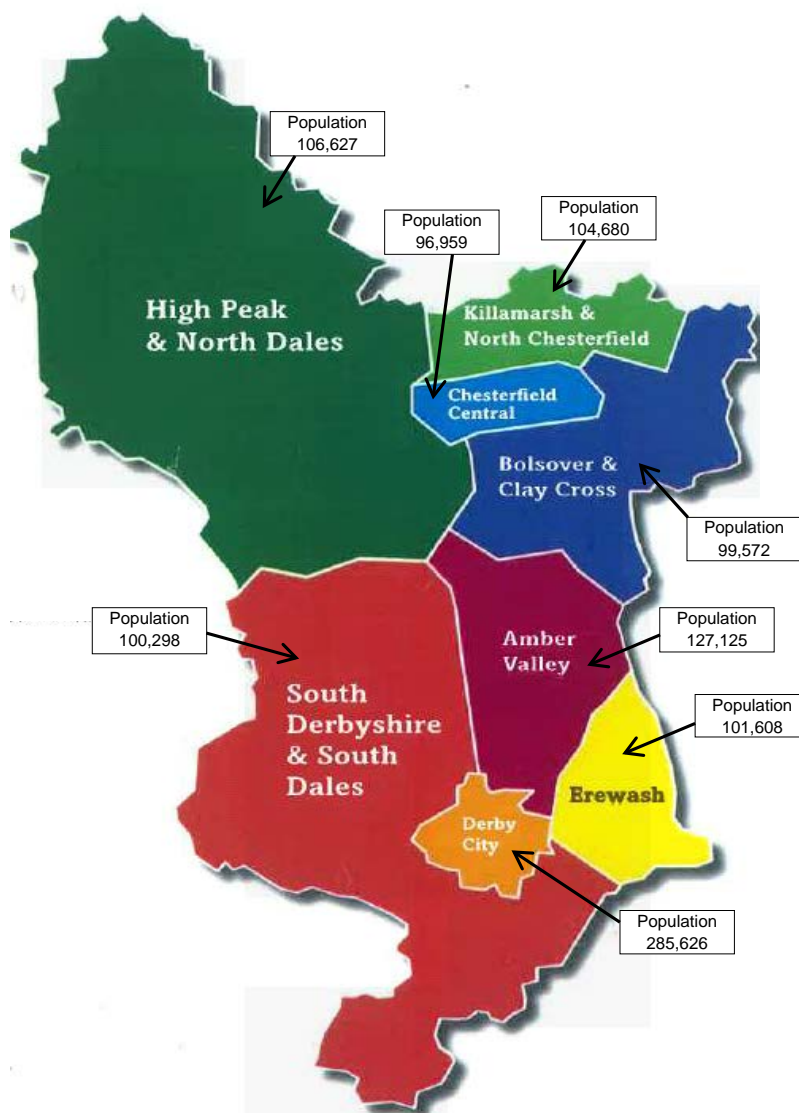 Population
106,627
Population
96,959
Population
104,680
High Peak
& North Dales
Killamarsh &
North Chesterfield
Chesterfield
Central
Bolsover &
Clay Cross
Population
99,572
Population
100,298
Amber
Valley
Population
127,125
South
Derbyshire
& South
Dales
Population
101,608
Erewash
Derby
City
Population
285,626